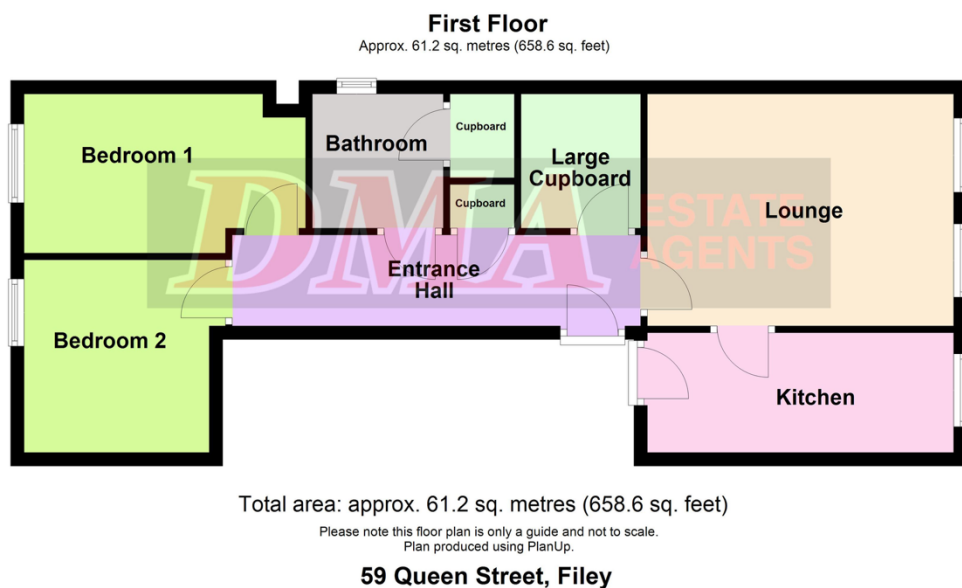 First Floor
Approx. 61.2 sq. metres (658.6 sq. feet)
Bedroom 1
Bathroom
Cupboard
Large
Cupboard
Lounge
Cupboard
Entrance
Hall
Bedroom 2
Kitchen
DMA
ESTATE
AGENTS
Total area: approx. 61.2 sq. metres (658.6 sq. feet)
Please note this floor plan is only a guide and not to scale.
Plan produced using PlanUp.
59 Queen Street, Filey